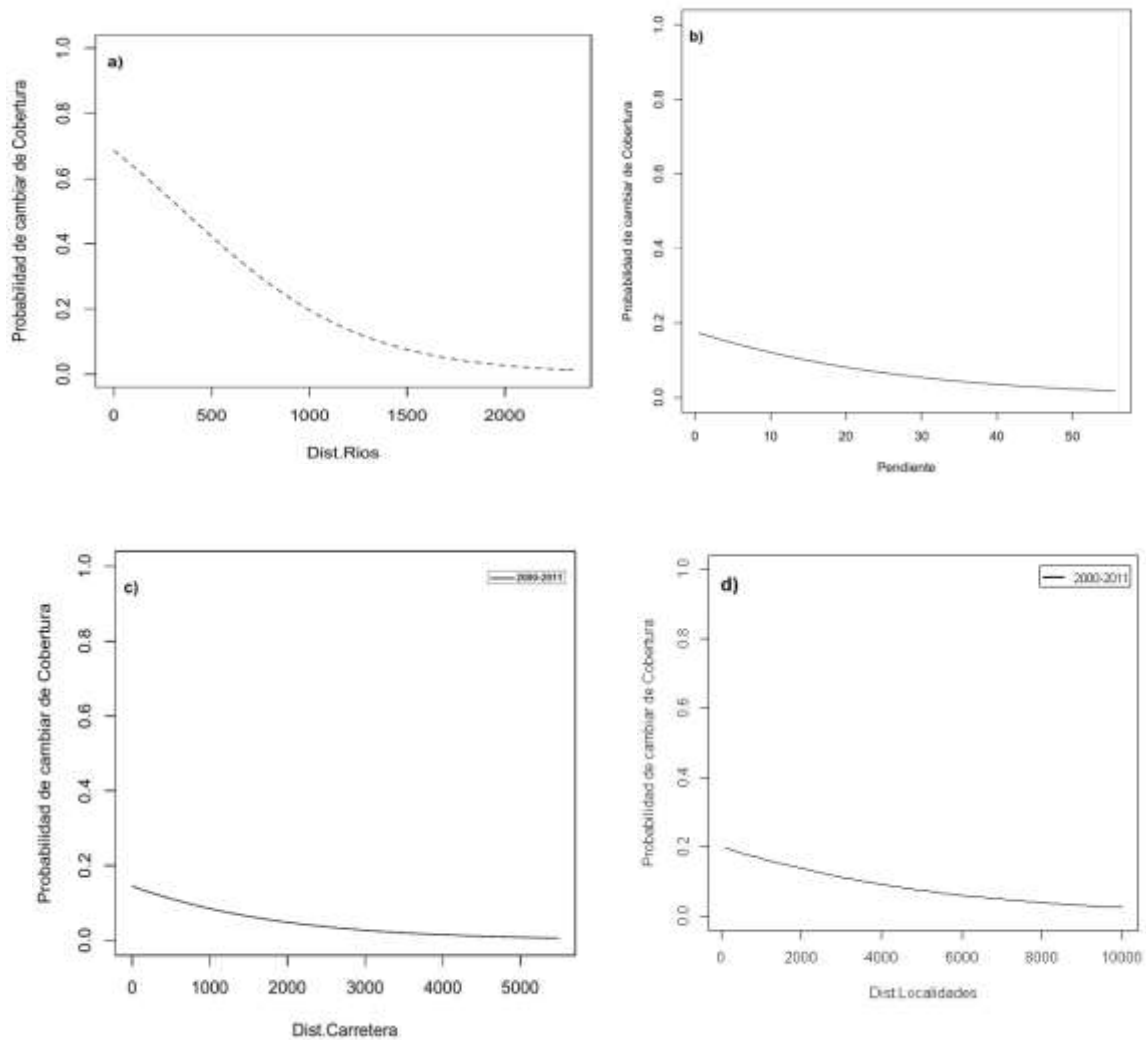 a)
Probabilidad de cambiar de Cobertura
1.0
0.8
0.6
0.4
0.2
0.0
0 500 1000 1500 2000
Dist.Rios
b)
Probabilidad de cambiar de Cobertura
1.0
0.8
0.6
0.4
0.2
0.0
0 10 20 30 40 50
Pendiente
c)
2000-2011
Probabilidad de cambiar de Cobertura
1.0
0.8
0.6
0.4
0.2
0.0
0 1000 2000 3000 4000 5000
Dist.Carretera
d)
2000-2011
Probabilidad de cambiar de Cobertura
1.0
0.8
0.6
0.4
0.2
0.0
0 2000 4000 6000 8000 10000
Dist.Localidades